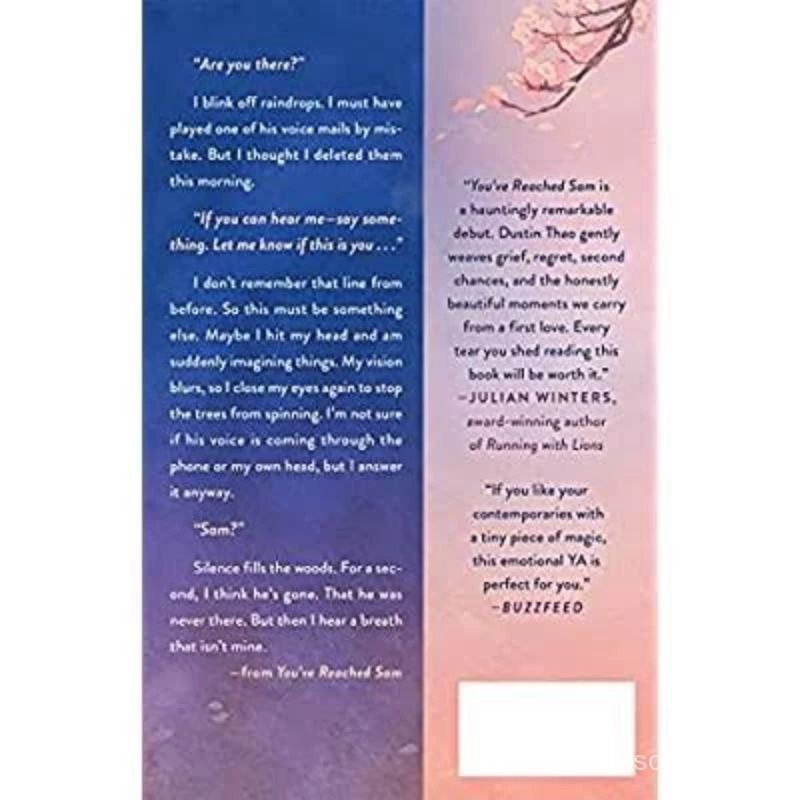 "Are you there?"
I blink off raindrops. I must have
played one of his voice mails by mis-
take. But I thought I deleted them
this morning.
"If you can hear me—say some-
thing. Let me know if this is you . . ."
I don't remember that line from
before. So this must be something
else. Maybe I hit my head and am
suddenly imagining things. My vision
blurs, so I close my eyes again to stop
the trees from spinning. I'm not sure
if his voice is coming through the
phone or my own head, but I answer
it anyway.
"Sam?"
Silence fills the woods. For a sec-
ond, I think he's gone. That he was
never there. But then I hear a breath
that isn't mine.
—from You've Reached Sam
"You've Reached Sam is
a hauntingly remarkable
debut. Dustin Thao gently
weaves grief, regret, second
chances, and the honestly
beautiful moments we carry
from a first love. Every
tear you shed reading this
book will be worth it."
—JULIAN WINTERS,
award-winning author
of Running with Lions
"If you like your
contemporaries with
a tiny piece of magic,
this emotional YA is
perfect for you."
—BUZZFEED